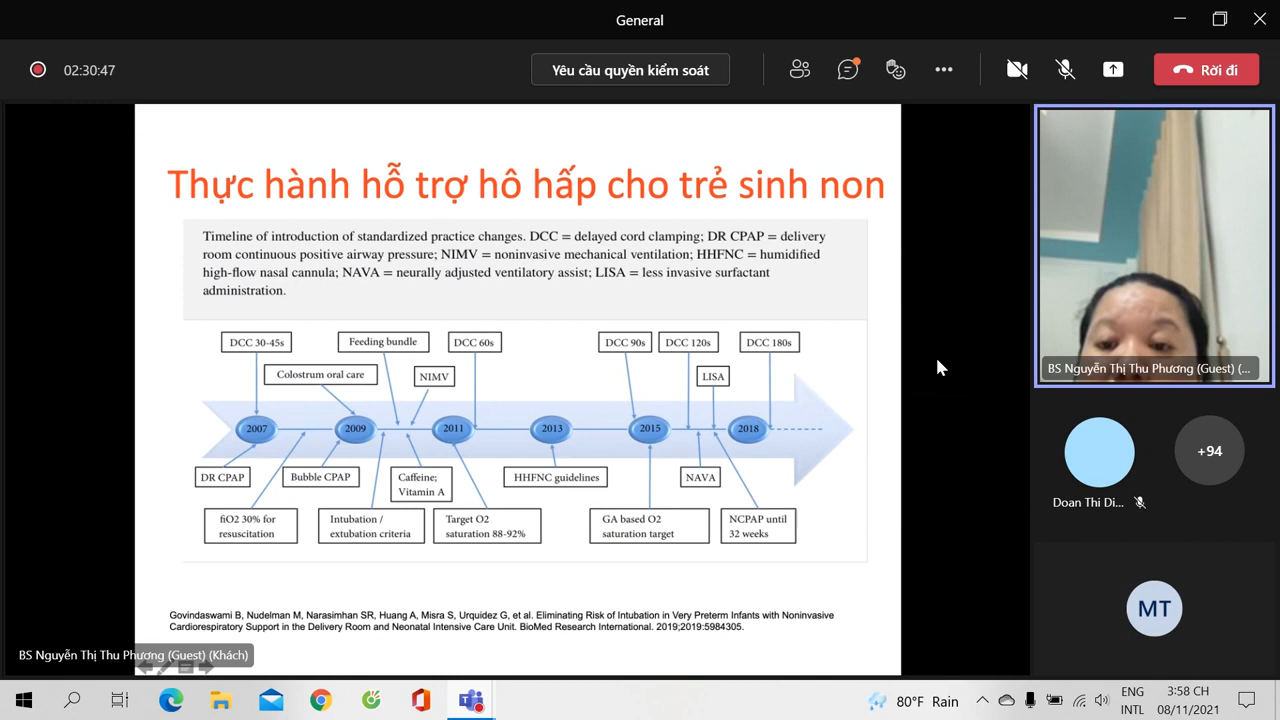 General
02:30:47
Yêu cầu quyền kiểm soát
Rời đi
Thực hành hỗ trợ hô hấp cho trẻ sinh non
Timeline of introduction of standardized practice changes. DCC = delayed cord clamping; DR CPAP = delivery
room continuous positive airway pressure; NIMV = noninvasive mechanical ventilation; HHFNC = humidified
high-flow nasal cannula; NAVA = neurally adjusted ventilatory assist; LISA = less invasive surfactant
administration.
DCC 30-45s
Feeding bundle
DCC 60s
DCC 90s
DCC 120s
DCC 180s
Colostrum oral care
NIMV
LISA
2007
2009
2011
2013
2015
2018
DR CPAP
Bubble CPAP
Caffeine;
Vitamin A
HHFNC guidelines
NAVA
fiO2 30% for
resuscitation
Intubation /
extubation criteria
Target O2
saturation 88-92%
GA based O2
saturation target
NCPAP until
32 weeks
Govindaswami B, Nudelman M, Narasimhan SR, Huang A, Misra S, Urquidez G, et al. Eliminating Risk of Intubation in Very Preterm Infants with Noninvasive
Cardiorespiratory Support in the Delivery Room and Neonatal Intensive Care Unit. BioMed Research International. 2019;2019:5984305.
BS Nguyễn Thị Thu Phương (Guest) (Khách)
BS Nguyễn Thị Thu Phương (Guest) (...
Doan Thi Di...
+94
MT
80°F Rain
ENG
INTL
3:58 CH
08/11/2021